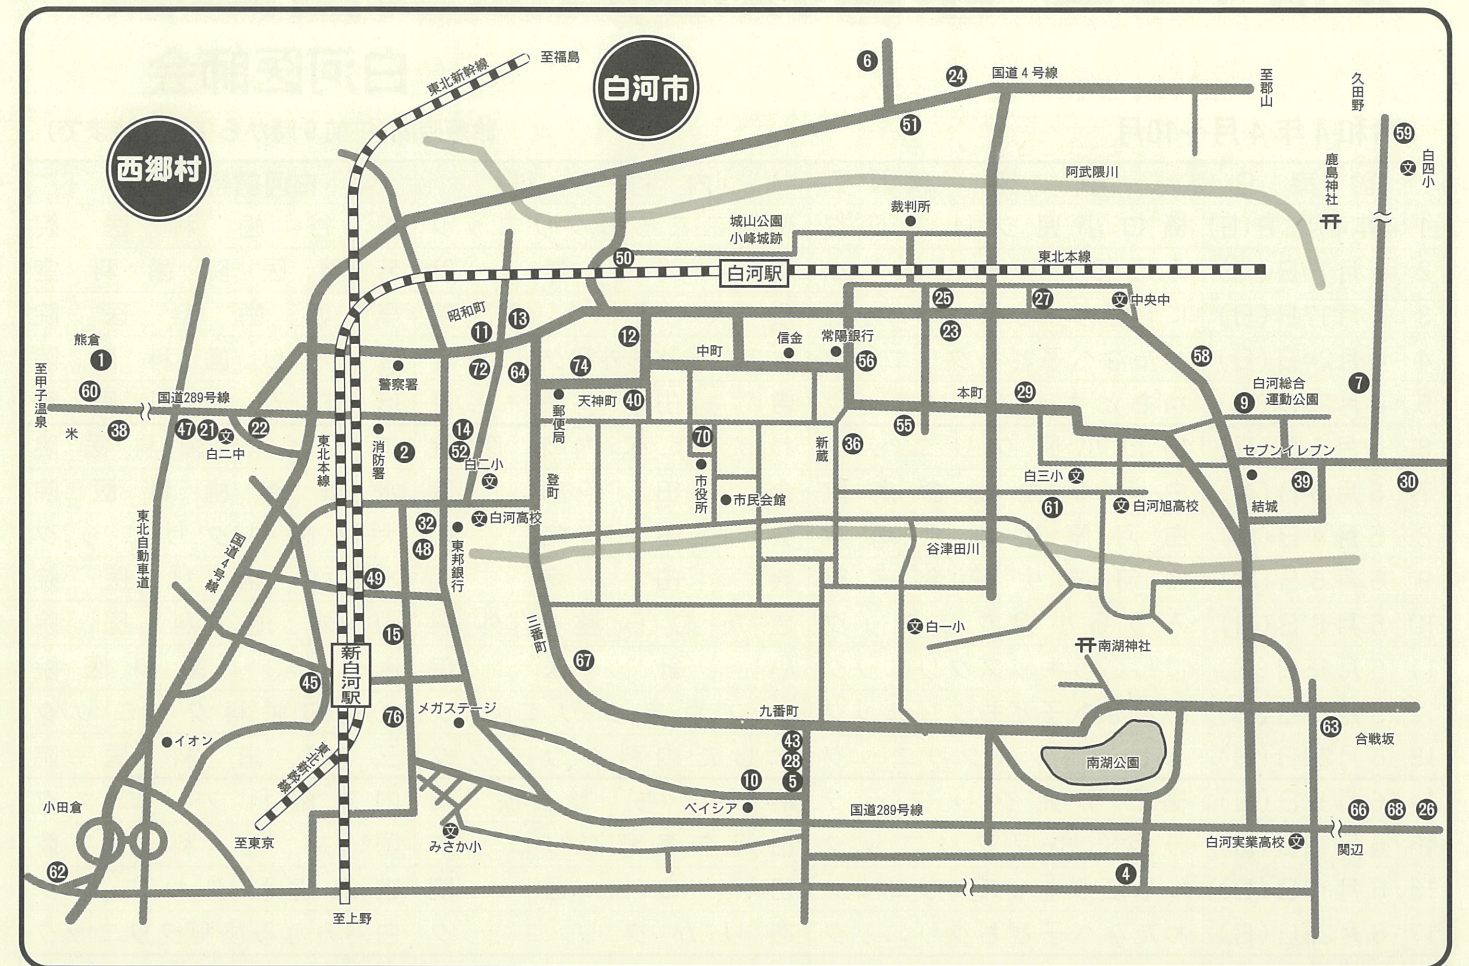 東北新幹線
至福島
白河市
6
24
国道4号線
至郡山
久田野
59
白四小
文
51
西郷村
鹿島神社
阿武隈川
裁判所
城山公園
小峰城跡
50
白河駅
東北本線
昭和町
11
13
12
25
27
文中央中
23
信金
常陽銀行
中町
56
58
熊倉
1
60
至甲子温泉
国道289号線
警察署
72
64
74
天神町
40
郵便局
本町
29
9
白河総合
運動公園
7
米
38
47
21
文
白二中
22
東北本線
消防署
2
14
52
白二小
文
登町
70
市役所
新蔵
36
55
セブンイレブン
白三小文
39
30
市民会館
61
文白河旭高校
結城
東北自動車道
国道4号線
32
48
文白河高校
東邦銀行
谷津田川
49
15
三番町
文白一小
67
南湖神社
新白河駅
45
76
メガステージ
九番町
43
28
5
63
合戦坂
イオン
東北新幹線
南湖公園
10
ベイシア
国道289号線
66
68
26
小田倉
至東京
文
みさか小
白河実業高校文
関辺
62
4
至上野